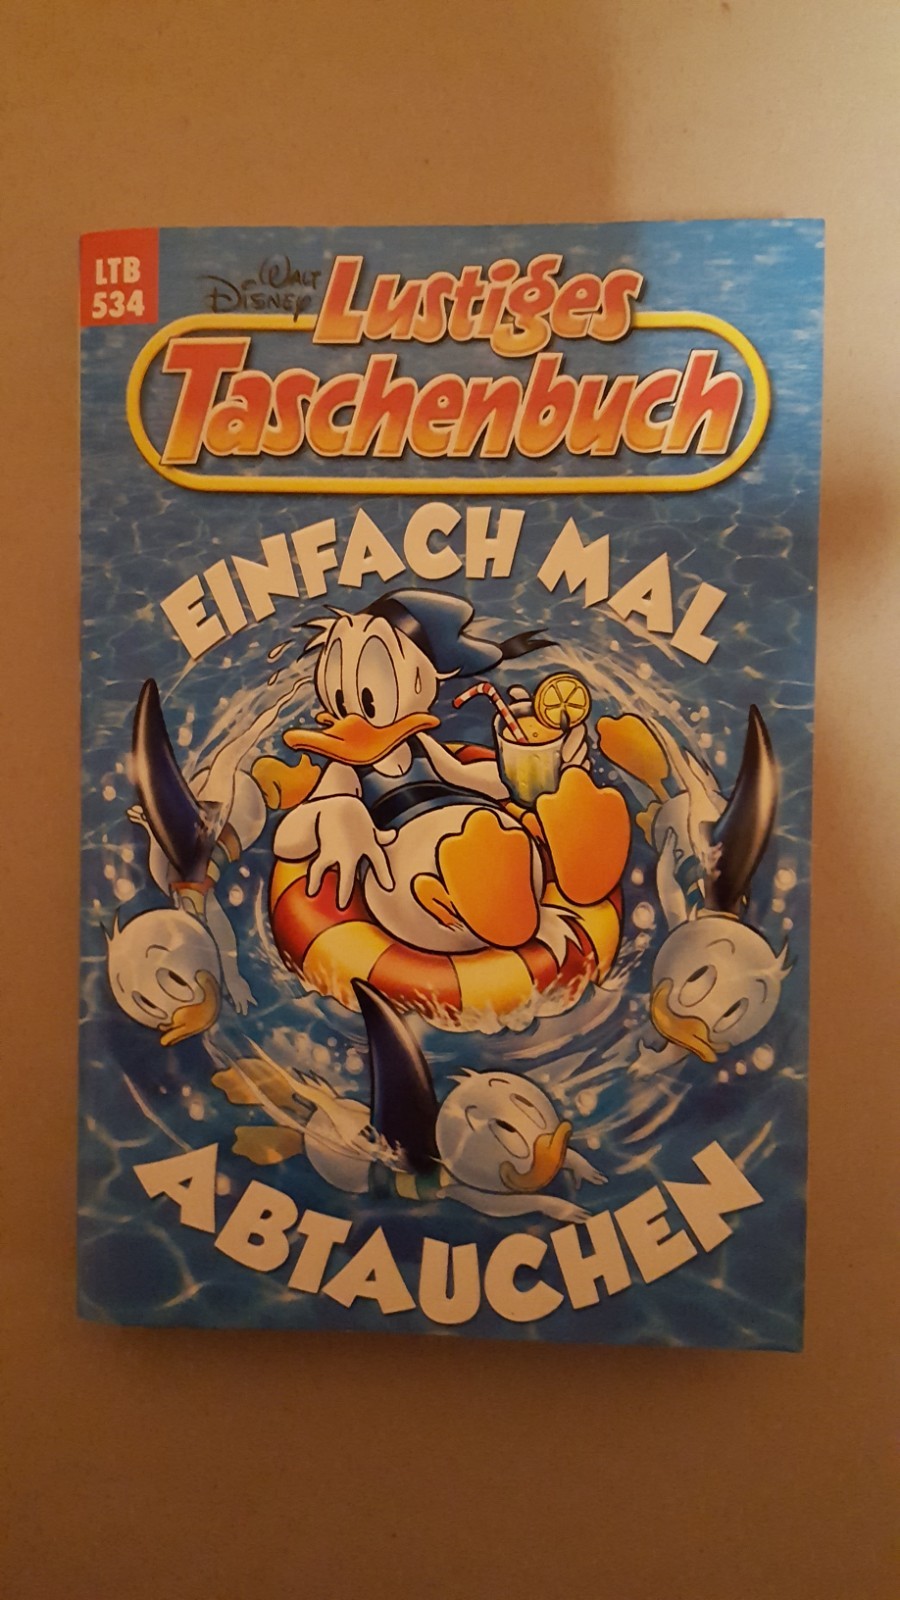 LTB
534
WALT
DISNEY
Lustiges
Taschenbuch
EINFACH MAL
ABTAUCHEN